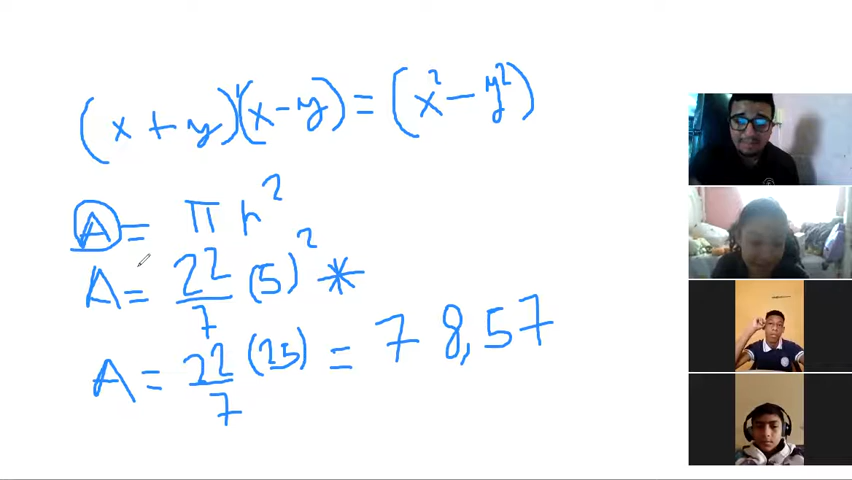 (x + y)(x - y) = (x² - y²)
A = π r²
A = 22/7 (5)² *
A = 22/7 (25) = 78,57